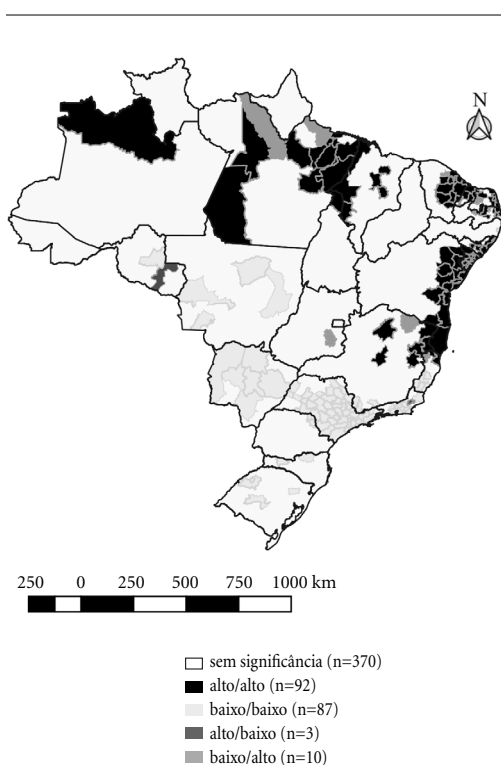 N
250 0 250 500 750 1000 km
sem significância (n=370)
alto/alto (n=92)
baixo/baixo (n=87)
alto/baixo (n=3)
baixo/alto (n=10)